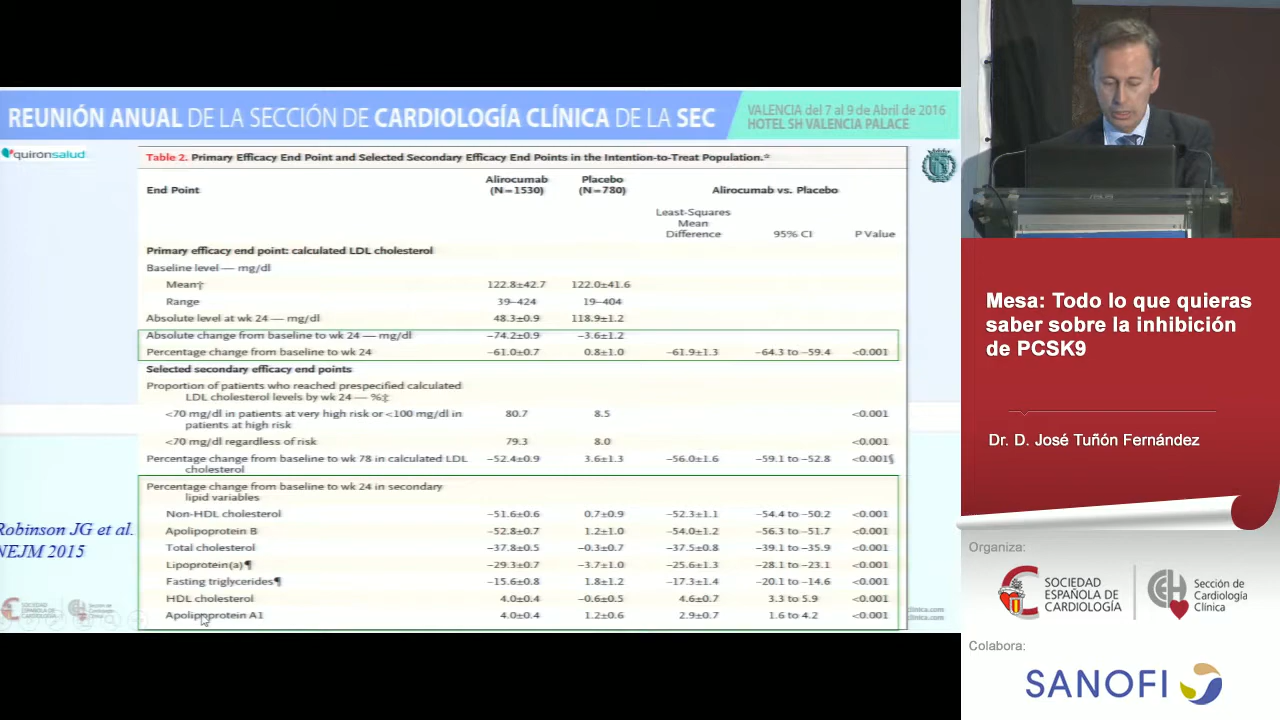 REUNIÓN ANUAL DE LA SECCIÓN DE CARDIOLOGÍA CLÍNICA DE LA SEC
VALENCIA del 7 al 9 de Abril de 2016
HOTEL SH VALENCIA PALACE
quirónsalud
Table 2. Primary Efficacy End Point and Selected Secondary Efficacy End Points in the Intention-to-Treat Population.*
End Point Alirocumab (N=1530) Placebo (N=780) Alirocumab vs. Placebo
Least-Squares Mean Difference 95% CI P Value
Primary efficacy end point: calculated LDL cholesterol
Baseline level — mg/dl
Mean† 122.8±42.7 122.0±41.6
Range 39–424 19–404
Absolute level at wk 24 — mg/dl 48.3±0.9 118.9±1.2
Absolute change from baseline to wk 24 — mg/dl −74.2±0.9 −3.6±1.2
Percentage change from baseline to wk 24 −61.0±0.7 0.8±1.0 −61.9±1.3 −64.3 to −59.4 <0.001
Selected secondary efficacy end points
Proportion of patients who reached prespecified calculated
LDL cholesterol levels by wk 24 — %‡
<70 mg/dl in patients at very high risk or <100 mg/dl in 80.7 8.5 <0.001
patients at high risk
<70 mg/dl regardless of risk 79.3 8.0 <0.001
Percentage change from baseline to wk 78 in calculated LDL −52.4±0.9 3.6±1.3 −56.0±1.6 −59.1 to −52.8 <0.001§
cholesterol
Percentage change from baseline to wk 24 in secondary
lipid variables
Non-HDL cholesterol −51.6±0.6 0.7±0.9 −52.3±1.1 −54.4 to −50.2 <0.001
Apolipoprotein B −52.8±0.7 1.2±1.0 −54.0±1.2 −56.3 to −51.7 <0.001
Total cholesterol −37.8±0.5 −0.3±0.7 −37.5±0.8 −39.1 to −35.9 <0.001
Lipoprotein(a)¶ −29.3±0.7 −3.7±1.0 −25.6±1.3 −28.1 to −23.1 <0.001
Fasting triglycerides¶ −15.6±0.8 1.8±1.2 −17.3±1.4 −20.1 to −14.6 <0.001
HDL cholesterol 4.0±0.4 −0.6±0.5 4.6±0.7 3.3 to 5.9 <0.001
Apolipoprotein A1 4.0±0.4 1.2±0.6 2.9±0.7 1.6 to 4.2 <0.001
Robinson JG et al.
NEJM 2015
Mesa: Todo lo que quieras
saber sobre la inhibición
de PCSK9
Dr. D. José Tuñón Fernández
Organiza:
SOCIEDAD
ESPAÑOLA DE
CARDIOLOGÍA
Sección de
Cardiología
Clínica
Colabora:
SANOFI